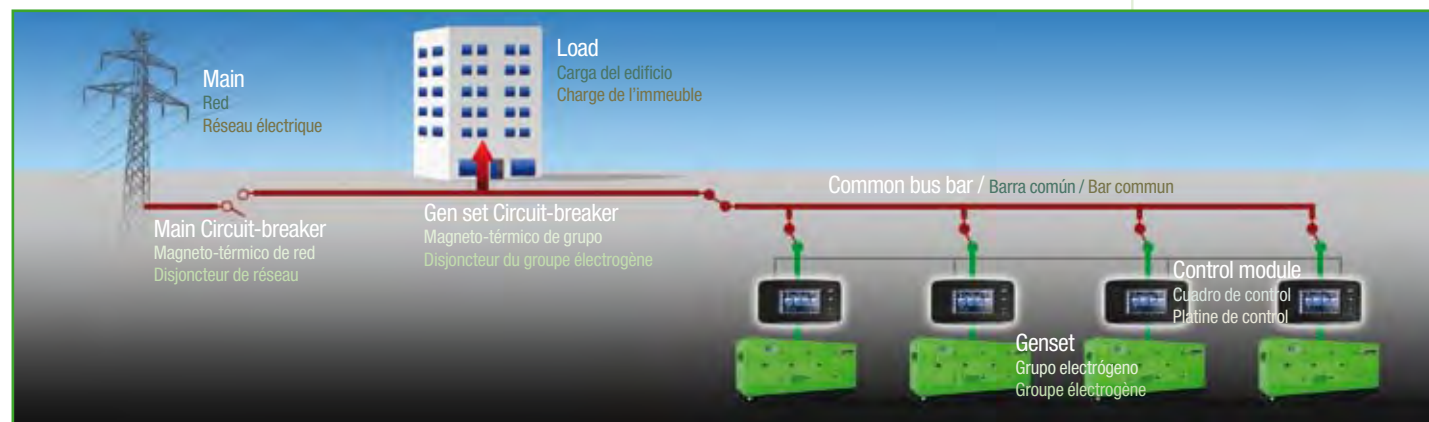 Main
Red
Réseau électrique
Load
Carga del edificio
Charge de l'immeuble
Common bus bar / Barra común / Bar commun
Main Circuit-breaker
Magneto-térmico de red
Disjoncteur de réseau
Gen set Circuit-breaker
Magneto-térmico de grupo
Disjoncteur du groupe électrogène
Control module
Cuadro de control
Platine de control
Genset
Grupo electrógeno
Groupe électrogène